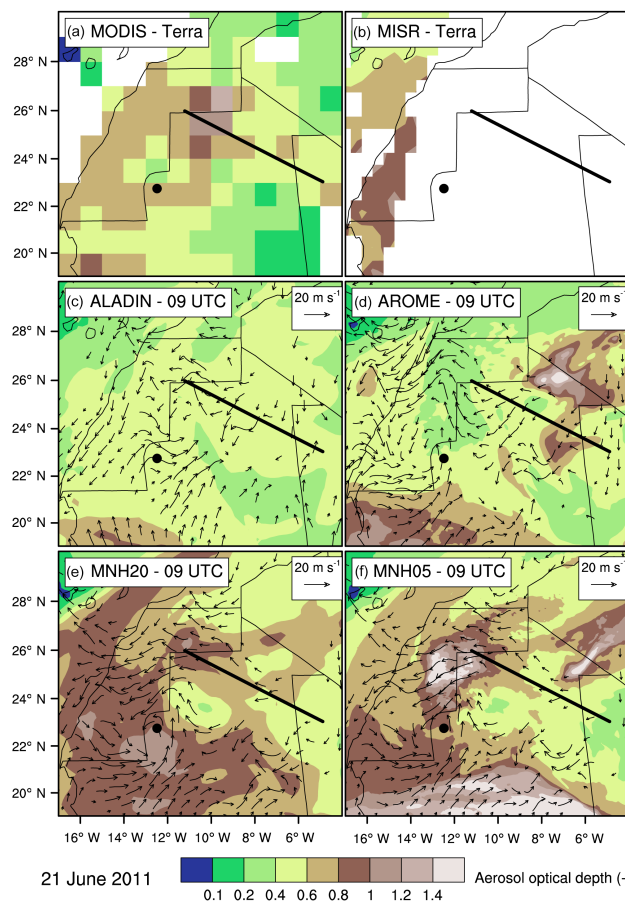 (a) MODIS - Terra
(b) MISR - Terra
28° N
26° N
24° N
22° N
20° N
(c) ALADIN - 09 UTC
20 m s⁻¹
(d) AROME - 09 UTC
20 m s⁻¹
28° N
26° N
24° N
22° N
20° N
(e) MNH20 - 09 UTC
20 m s⁻¹
(f) MNH05 - 09 UTC
20 m s⁻¹
28° N
26° N
24° N
22° N
20° N
16° W 14° W 12° W 10° W 8° W 6° W
16° W 14° W 12° W 10° W 8° W 6° W
21 June 2011
0.1 0.2 0.4 0.6 0.8 1 1.2 1.4
Aerosol optical depth (-